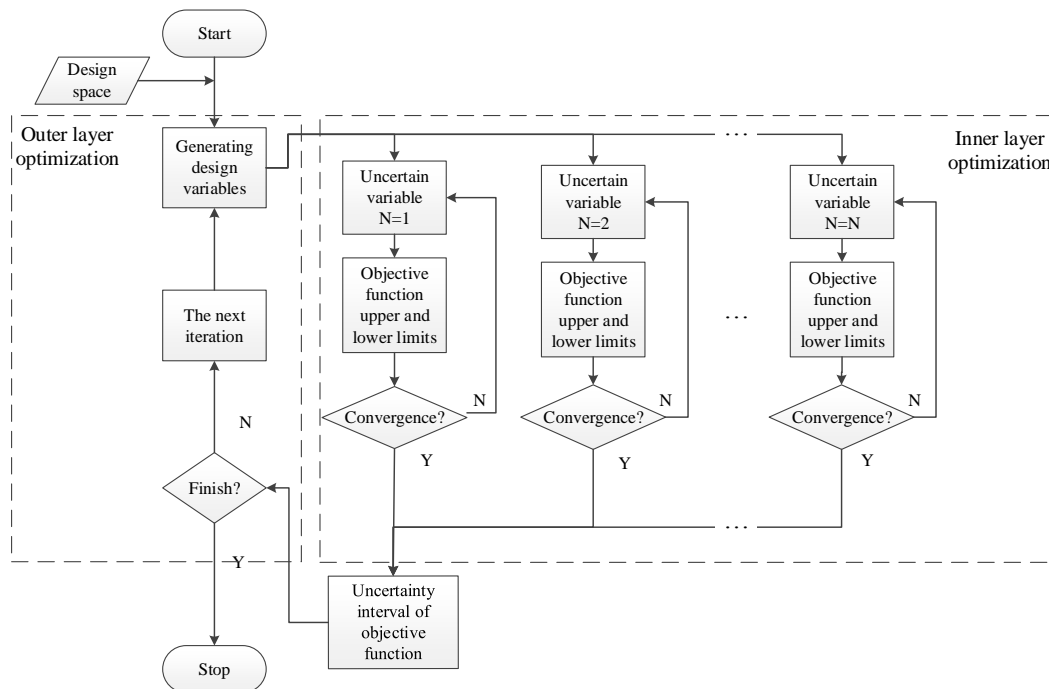 Start
Design
space
Outer layer
optimization
Generating
design
variables
...
Inner layer
optimization
Uncertain
variable
N=1
Uncertain
variable
N=2
Uncertain
variable
N=N
Objective
function
upper and
lower limits
Objective
function
upper and
lower limits
...
Objective
function
upper and
lower limits
The next
iteration
Convergence?
N
Convergence?
N
Convergence?
N
N
Y
Y
Y
Finish?
...
Y
Uncertainty
interval of
objective
function
Stop